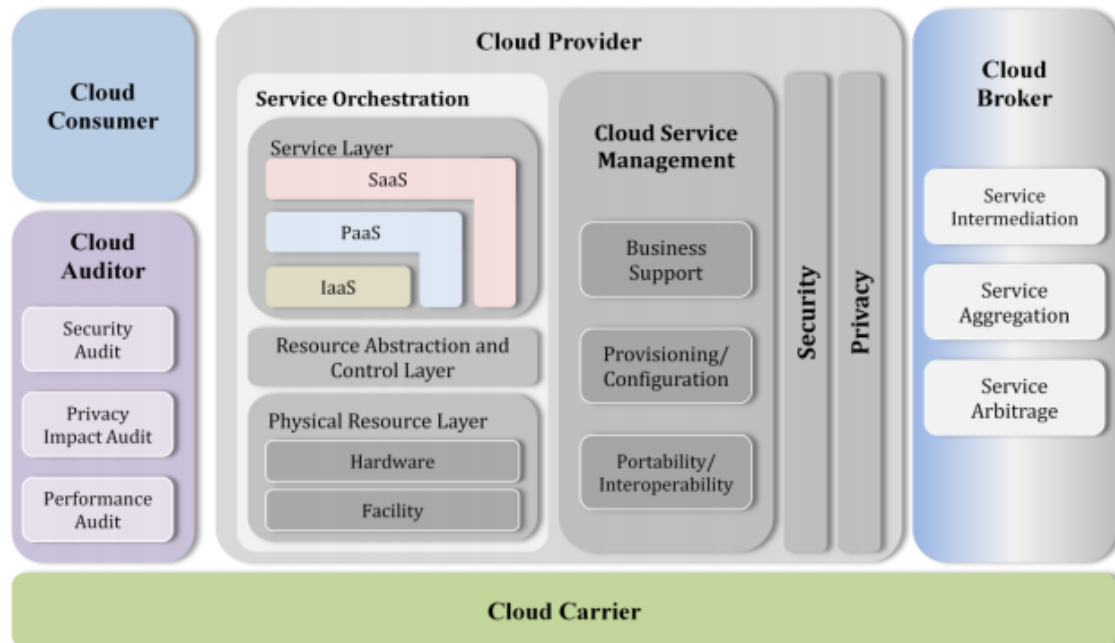 Cloud
Consumer
Cloud
Auditor
Security
Audit
Privacy
Impact Audit
Performance
Audit
Cloud Provider
Service Orchestration
Service Layer
SaaS
PaaS
IaaS
Resource Abstraction and
Control Layer
Physical Resource Layer
Hardware
Facility
Cloud Service
Management
Business
Support
Provisioning/
Configuration
Portability/
Interoperability
Security
Privacy
Cloud
Broker
Service
Intermediation
Service
Aggregation
Service
Arbitrage
Cloud Carrier